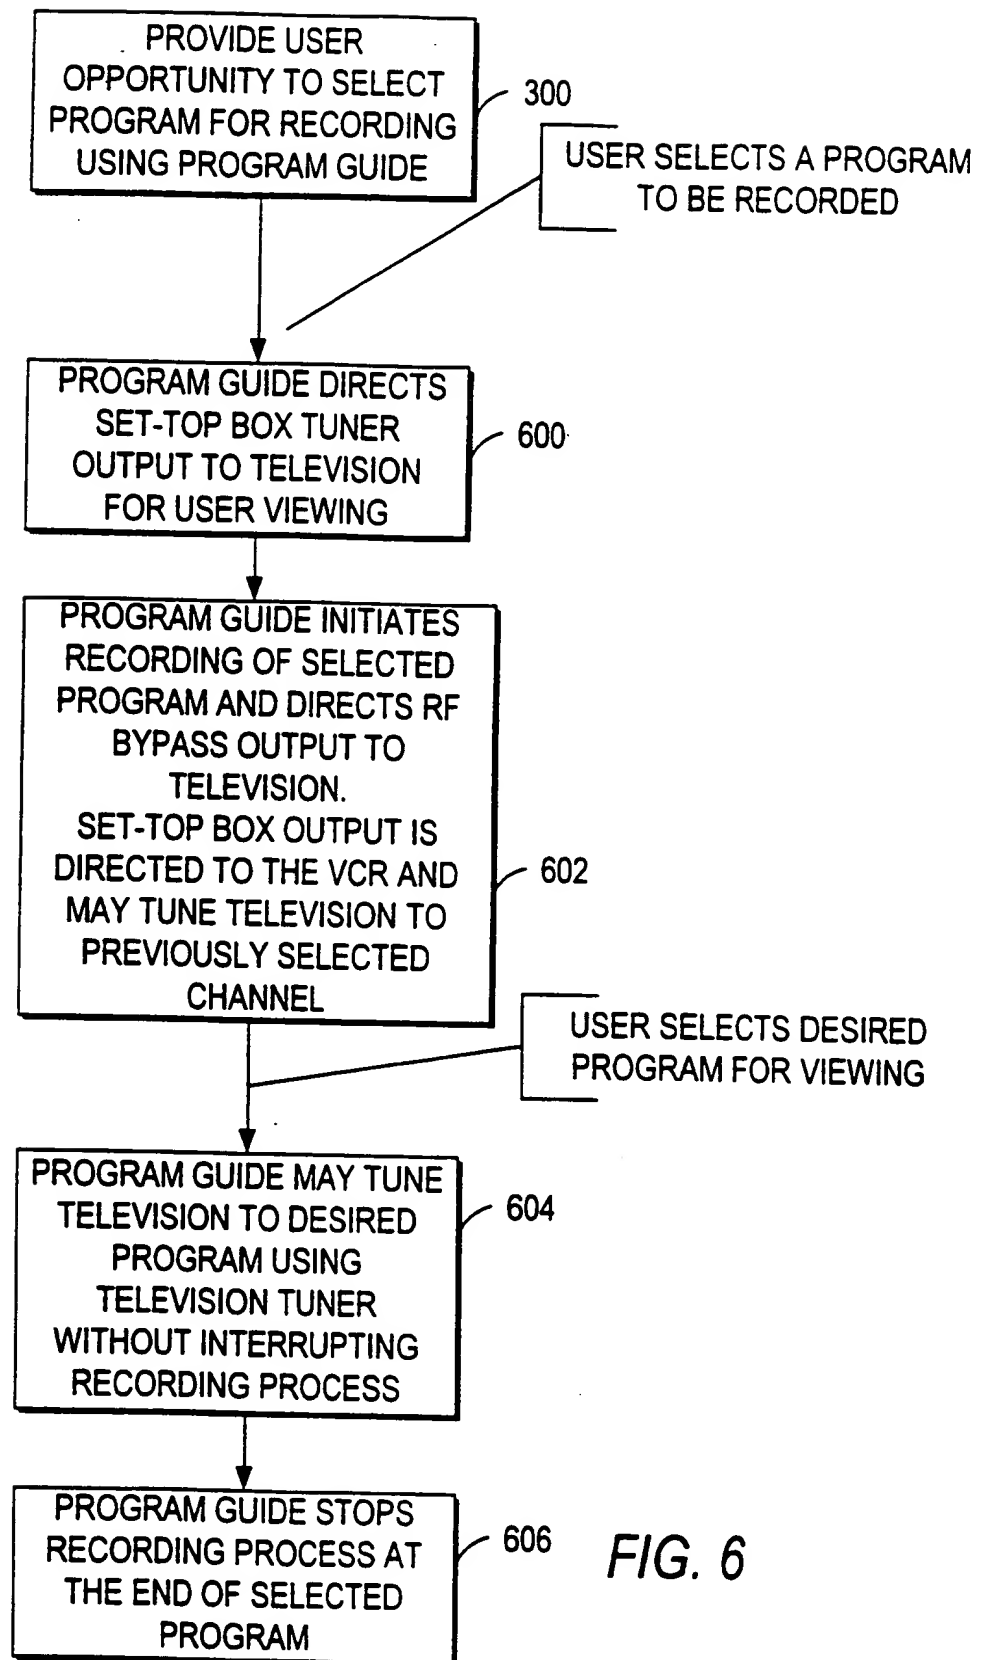 PROVIDE USER
OPPORTUNITY TO SELECT
PROGRAM FOR RECORDING
USING PROGRAM GUIDE
300
USER SELECTS A PROGRAM
TO BE RECORDED
PROGRAM GUIDE DIRECTS
SET-TOP BOX TUNER
OUTPUT TO TELEVISION
FOR USER VIEWING
600
PROGRAM GUIDE INITIATES
RECORDING OF SELECTED
PROGRAM AND DIRECTS RF
BYPASS OUTPUT TO
TELEVISION.
SET-TOP BOX OUTPUT IS
DIRECTED TO THE VCR AND
MAY TUNE TELEVISION TO
PREVIOUSLY SELECTED
CHANNEL
602
USER SELECTS DESIRED
PROGRAM FOR VIEWING
PROGRAM GUIDE MAY TUNE
TELEVISION TO DESIRED
PROGRAM USING
TELEVISION TUNER
WITHOUT INTERRUPTING
RECORDING PROCESS
604
PROGRAM GUIDE STOPS
RECORDING PROCESS AT
THE END OF SELECTED
PROGRAM
606
FIG. 6